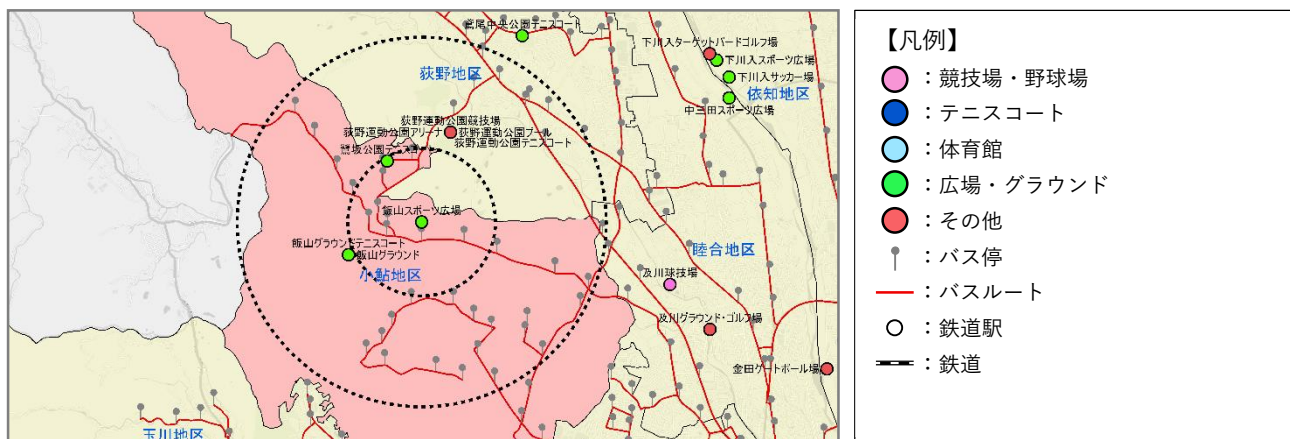 鳶尾中央公園テニスコート
下川入ターゲットバードゴルフ場
下川入スポーツ広場
荻野地区
下川入サッカー場
依知地区
中三田スポーツ広場
荻野運動公園競技場
荻野運動公園アリーナ
荻野運動公園プール
荻野運動公園テニスコート
鳶坂公園テニスコート
飯山スポーツ広場
飯山グラウンドテニスコート
飯山グラウンド
小鮎地区
睦合地区
及川球技場
及川グラウンド・ゴルフ場
金田ゲートボール場
玉川地区
【凡例】
：競技場・野球場
：テニスコート
：体育館
：広場・グラウンド
：その他
：バス停
：バスルート
：鉄道駅
：鉄道